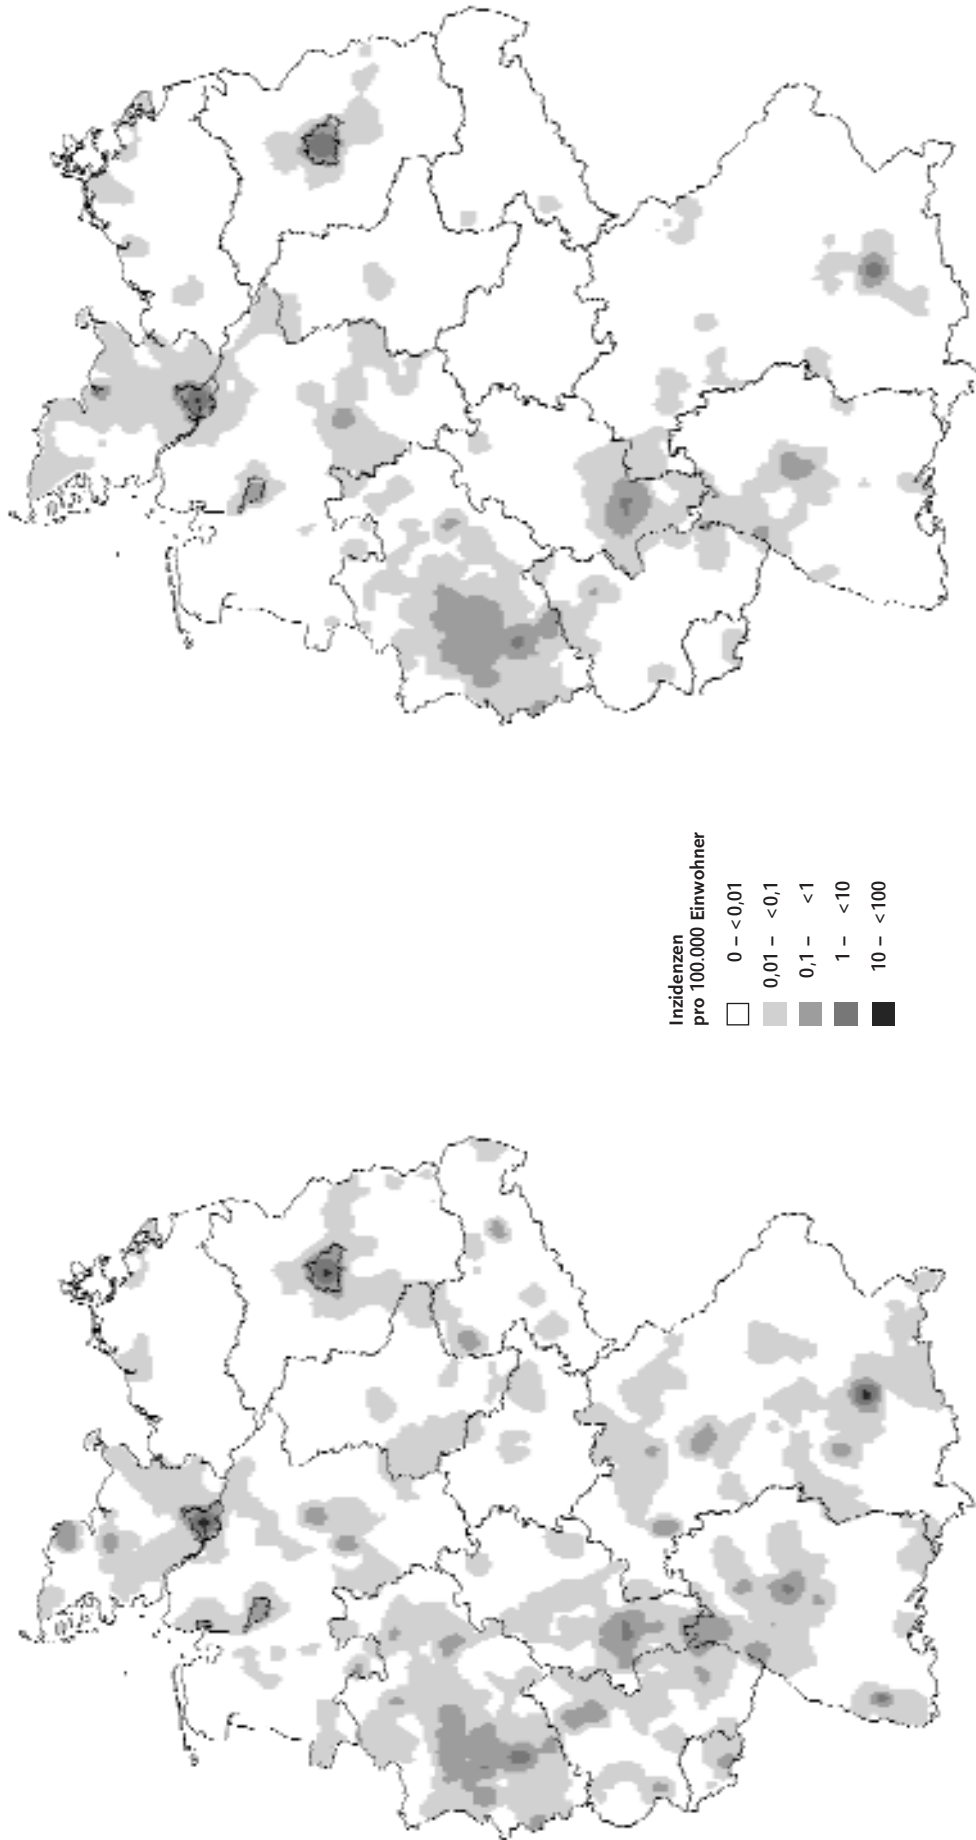 Inzidenzen
pro 100.000 Einwohner
0 – <0,01
0,01 – <0,1
0,1 – <1
1 – <10
10 – <100